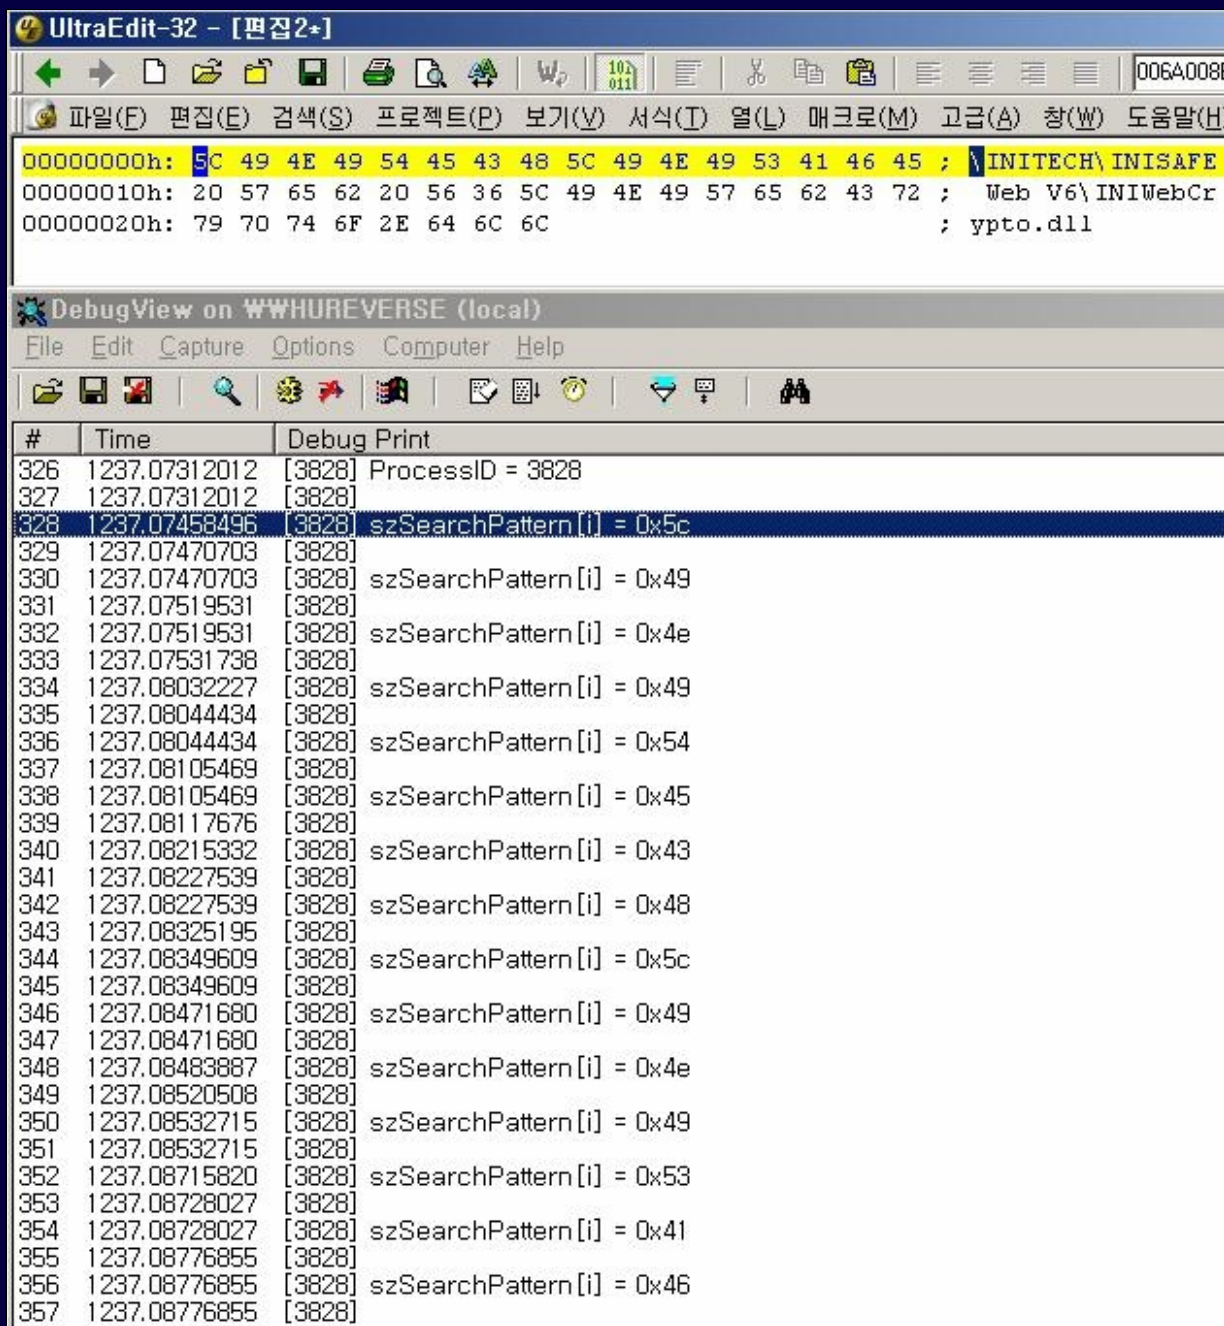 UltraEdit-32 - [편집2*]
006A008
파일(F) 편집(E) 검색(S) 프로젝트(P) 보기(V) 서식(T) 열(L) 매크로(M) 고급(A) 창(W) 도움말(H
00000000h: 5C 49 4E 49 54 45 43 48 5C 49 4E 49 53 41 46 45 ; \INITECH\INISAFE
00000010h: 20 57 65 62 20 56 36 5C 49 4E 49 57 65 62 43 72 ; Web V6\INIWebCr
00000020h: 79 70 74 6F 2E 64 6C 6C ; ypto.dll
DebugView on ₩₩HUREVERSE (local)
File Edit Capture Options Computer Help
# Time Debug Print
326 1237.07312012 [3828] ProcessID = 3828
327 1237.07312012 [3828]
328 1237.07458496 [3828] szSearchPattern[i] = 0x5c
329 1237.07470703 [3828]
330 1237.07470703 [3828] szSearchPattern[i] = 0x49
331 1237.07519531 [3828]
332 1237.07519531 [3828] szSearchPattern[i] = 0x4e
333 1237.07531738 [3828]
334 1237.08032227 [3828] szSearchPattern[i] = 0x49
335 1237.08044434 [3828]
336 1237.08044434 [3828] szSearchPattern[i] = 0x54
337 1237.08105469 [3828]
338 1237.08105469 [3828] szSearchPattern[i] = 0x45
339 1237.08117676 [3828]
340 1237.08215332 [3828] szSearchPattern[i] = 0x43
341 1237.08227539 [3828]
342 1237.08227539 [3828] szSearchPattern[i] = 0x48
343 1237.08325195 [3828]
344 1237.08349609 [3828] szSearchPattern[i] = 0x5c
345 1237.08349609 [3828]
346 1237.08471680 [3828] szSearchPattern[i] = 0x49
347 1237.08471680 [3828]
348 1237.08483887 [3828] szSearchPattern[i] = 0x4e
349 1237.08520508 [3828]
350 1237.08532715 [3828] szSearchPattern[i] = 0x49
351 1237.08532715 [3828]
352 1237.08715820 [3828] szSearchPattern[i] = 0x53
353 1237.08728027 [3828]
354 1237.08728027 [3828] szSearchPattern[i] = 0x41
355 1237.08776855 [3828]
356 1237.08776855 [3828] szSearchPattern[i] = 0x46
357 1237.08776855 [3828]